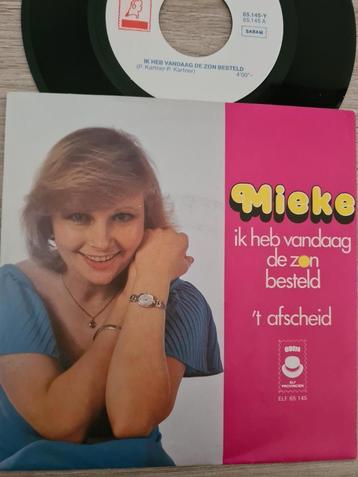 65.145-Y
65.145 A
SABAM
IK HEB VANDAAG DE ZON BESTELD
(P. Kartner-P. Kartner)
4'00"
Mieke
ik heb vandaag
de zon
besteld
't afscheid
ELF
PROVINCIEN
ELF 65 145